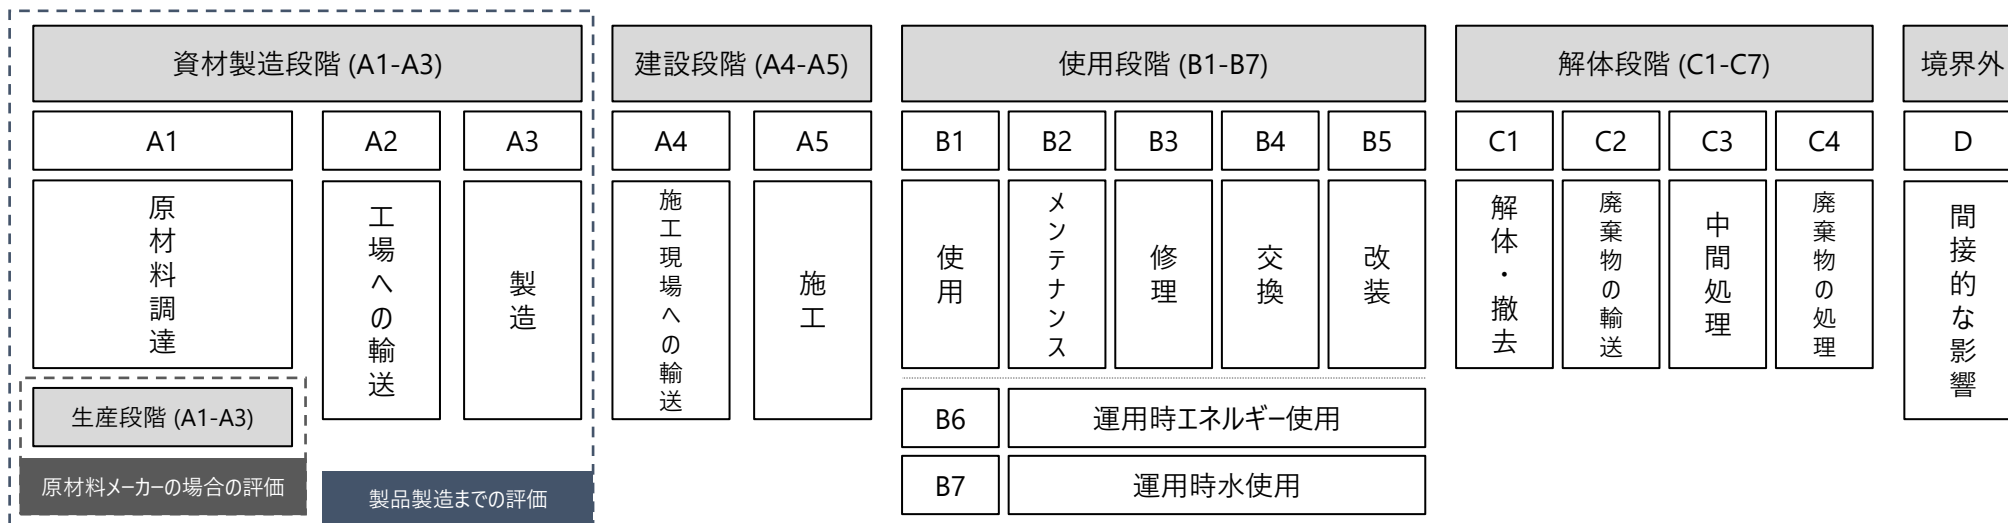 資材製造段階 (A1-A3)
建設段階 (A4-A5)
使用段階 (B1-B7)
解体段階 (C1-C7)
境界外
A1
A2
A3
A4
A5
B1
B2
B3
B4
B5
C1
C2
C3
C4
D
原材料調達
工場への輸送
製造
施工現場への輸送
施工
使用
メンテナンス
修理
交換
改装
解体・撤去
廃棄物の輸送
中間処理
廃棄物の処理
間接的な影響
生産段階 (A1-A3)
B6
運用時エネルギー使用
原材料メーカーの場合の評価
製品製造までの評価
B7
運用時水使用